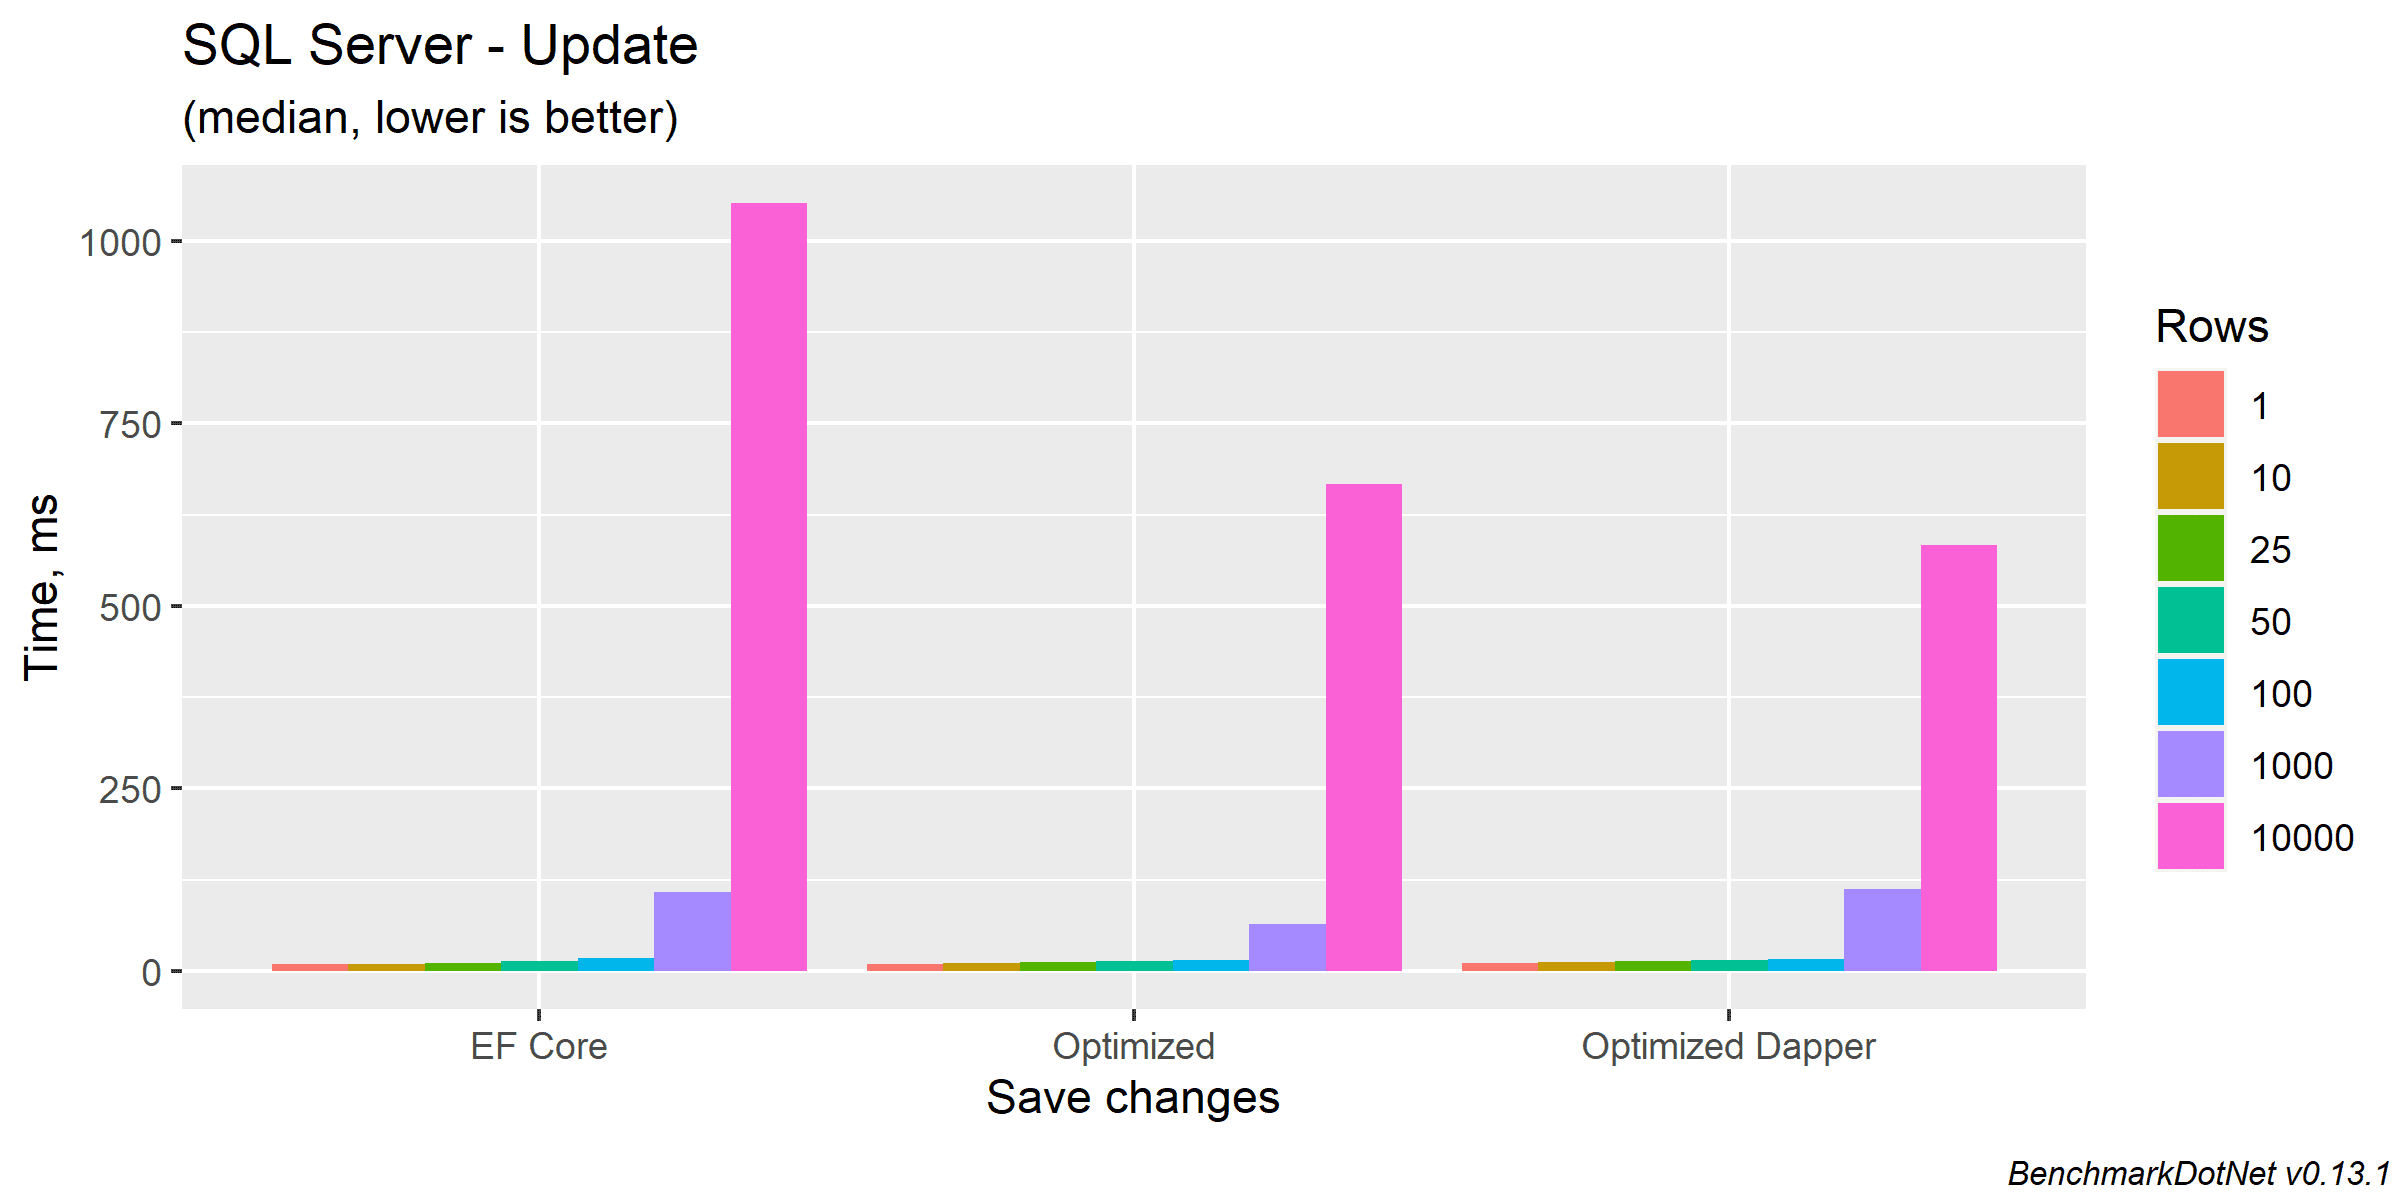 SQL Server - Update
(median, lower is better)
Time, ms
1000
750
500
250
0
EF Core
Optimized
Optimized Dapper
Save changes
Rows
1
10
25
50
100
1000
10000
BenchmarkDotNet v0.13.1